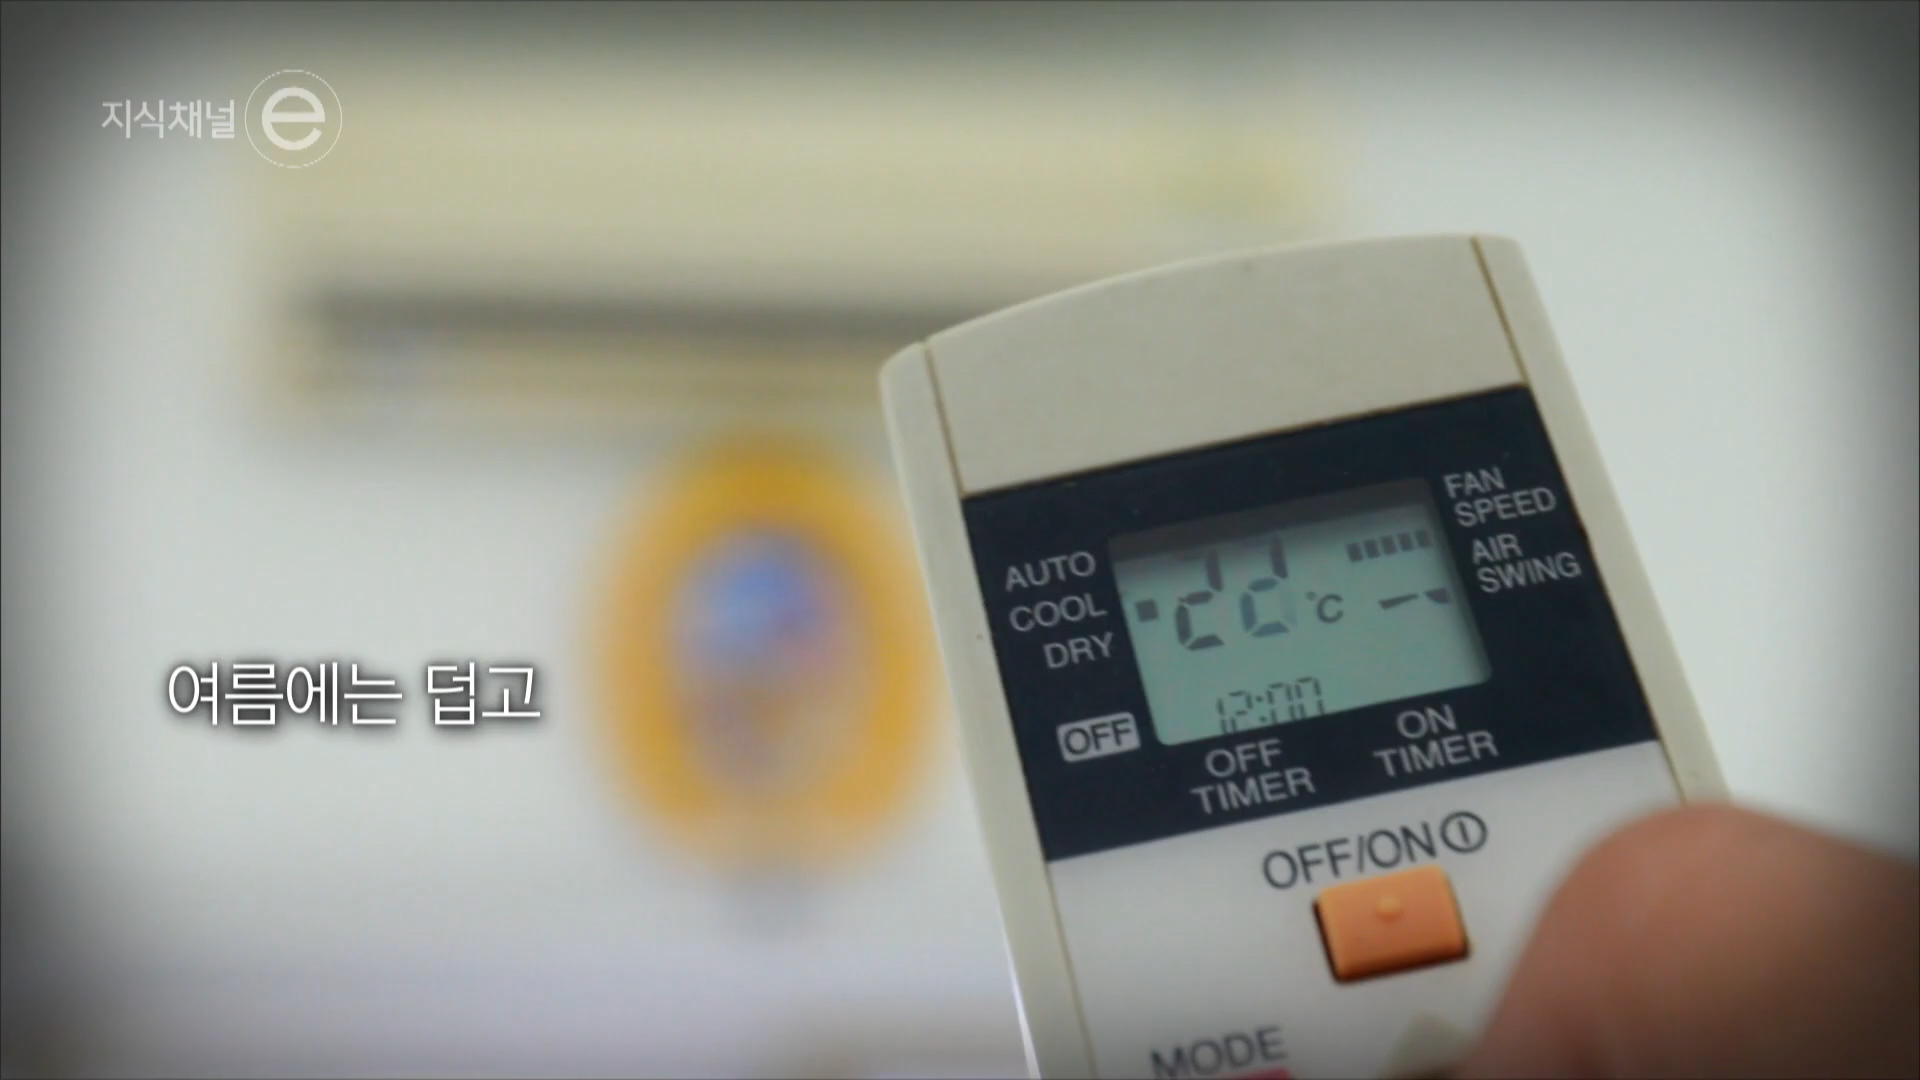 지식채널 e
여름에는 덥고
FAN
SPEED
AIR
SWING
AUTO
COOL
DRY
22°C
12:00
OFF
OFF
TIMER
ON
TIMER
OFF/ON
MODE